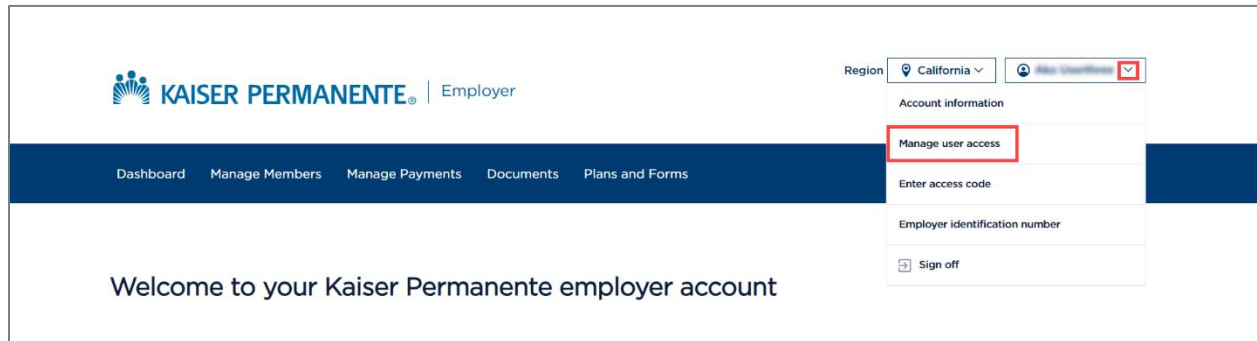 Region California
KAISER PERMANENTE® Employer
Account information
Manage user access
Dashboard Manage Members Manage Payments Documents Plans and Forms
Enter access code
Employer identification number
Sign off
Welcome to your Kaiser Permanente employer account